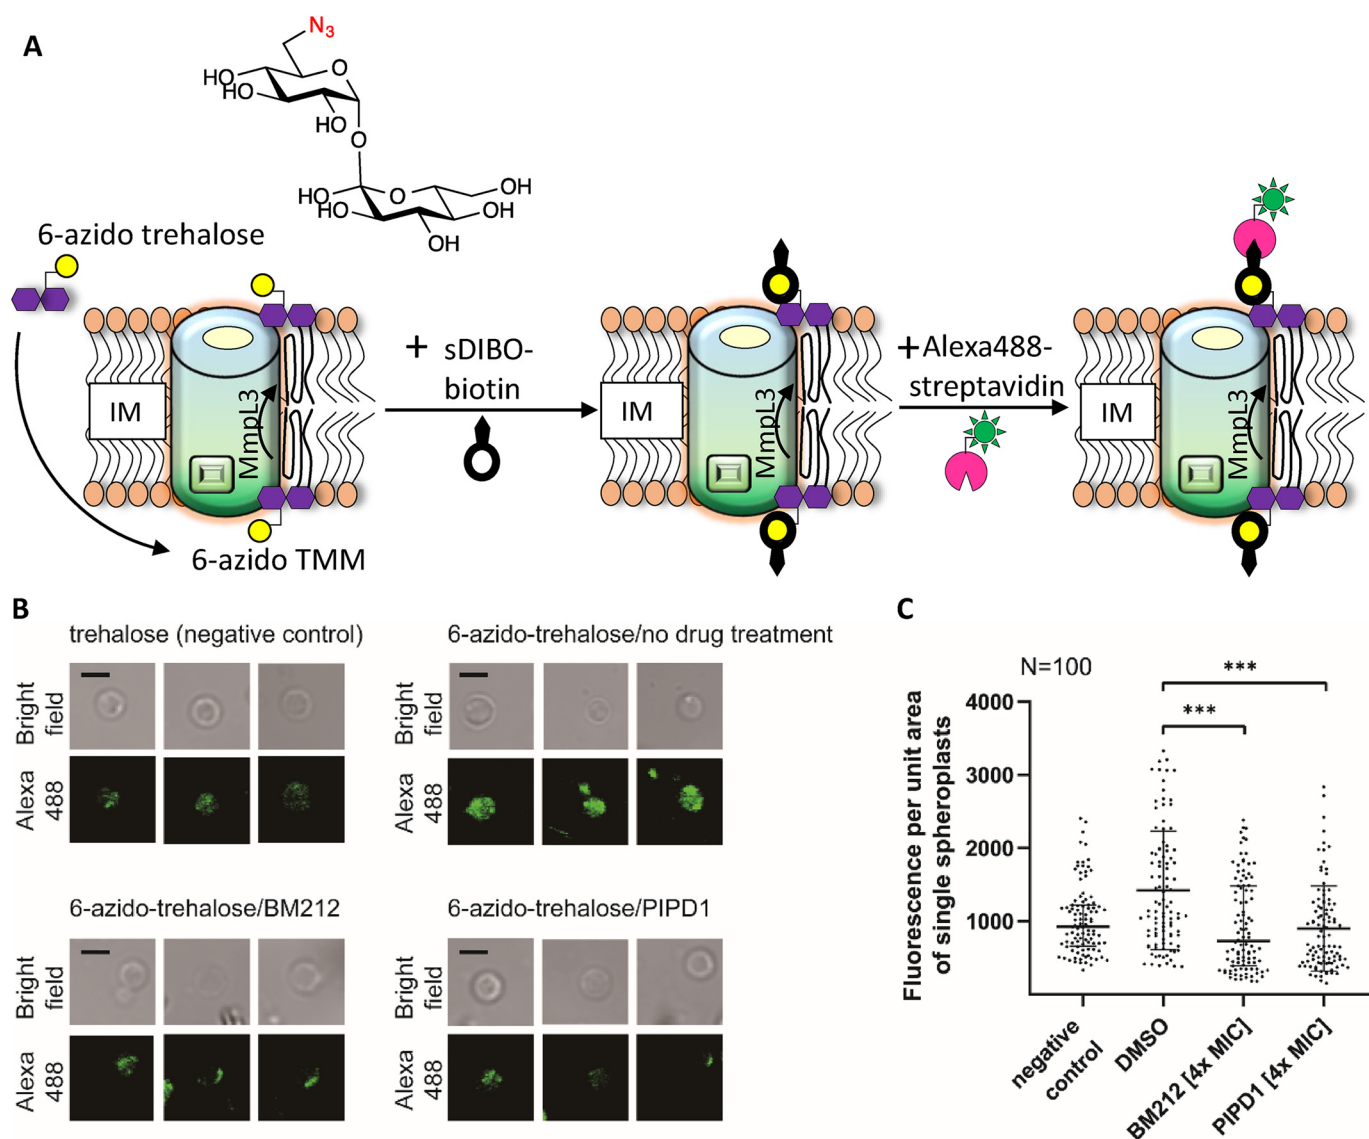 A
N3
HO
O
HO
HO
O
HO
O
OH
HO
OH
OH
6-azido trehalose
IM
MmpL3
6-azido TMM
+ sDIBO-
biotin
IM
MmpL3
+Alexa488-
streptavidin
IM
MmpL3
B
trehalose (negative control)
Bright
field
Alexa
488
6-azido-trehalose/no drug treatment
Bright
field
Alexa
488
6-azido-trehalose/BM212
Bright
field
Alexa
488
6-azido-trehalose/PIPD1
Bright
field
Alexa
488
C
N=100
***
***
Fluorescence per unit area
of single spheroplasts
4000
3000
2000
1000
negative
control
DMSO
BM212 [4x MIC]
PIPD1 [4x MIC]